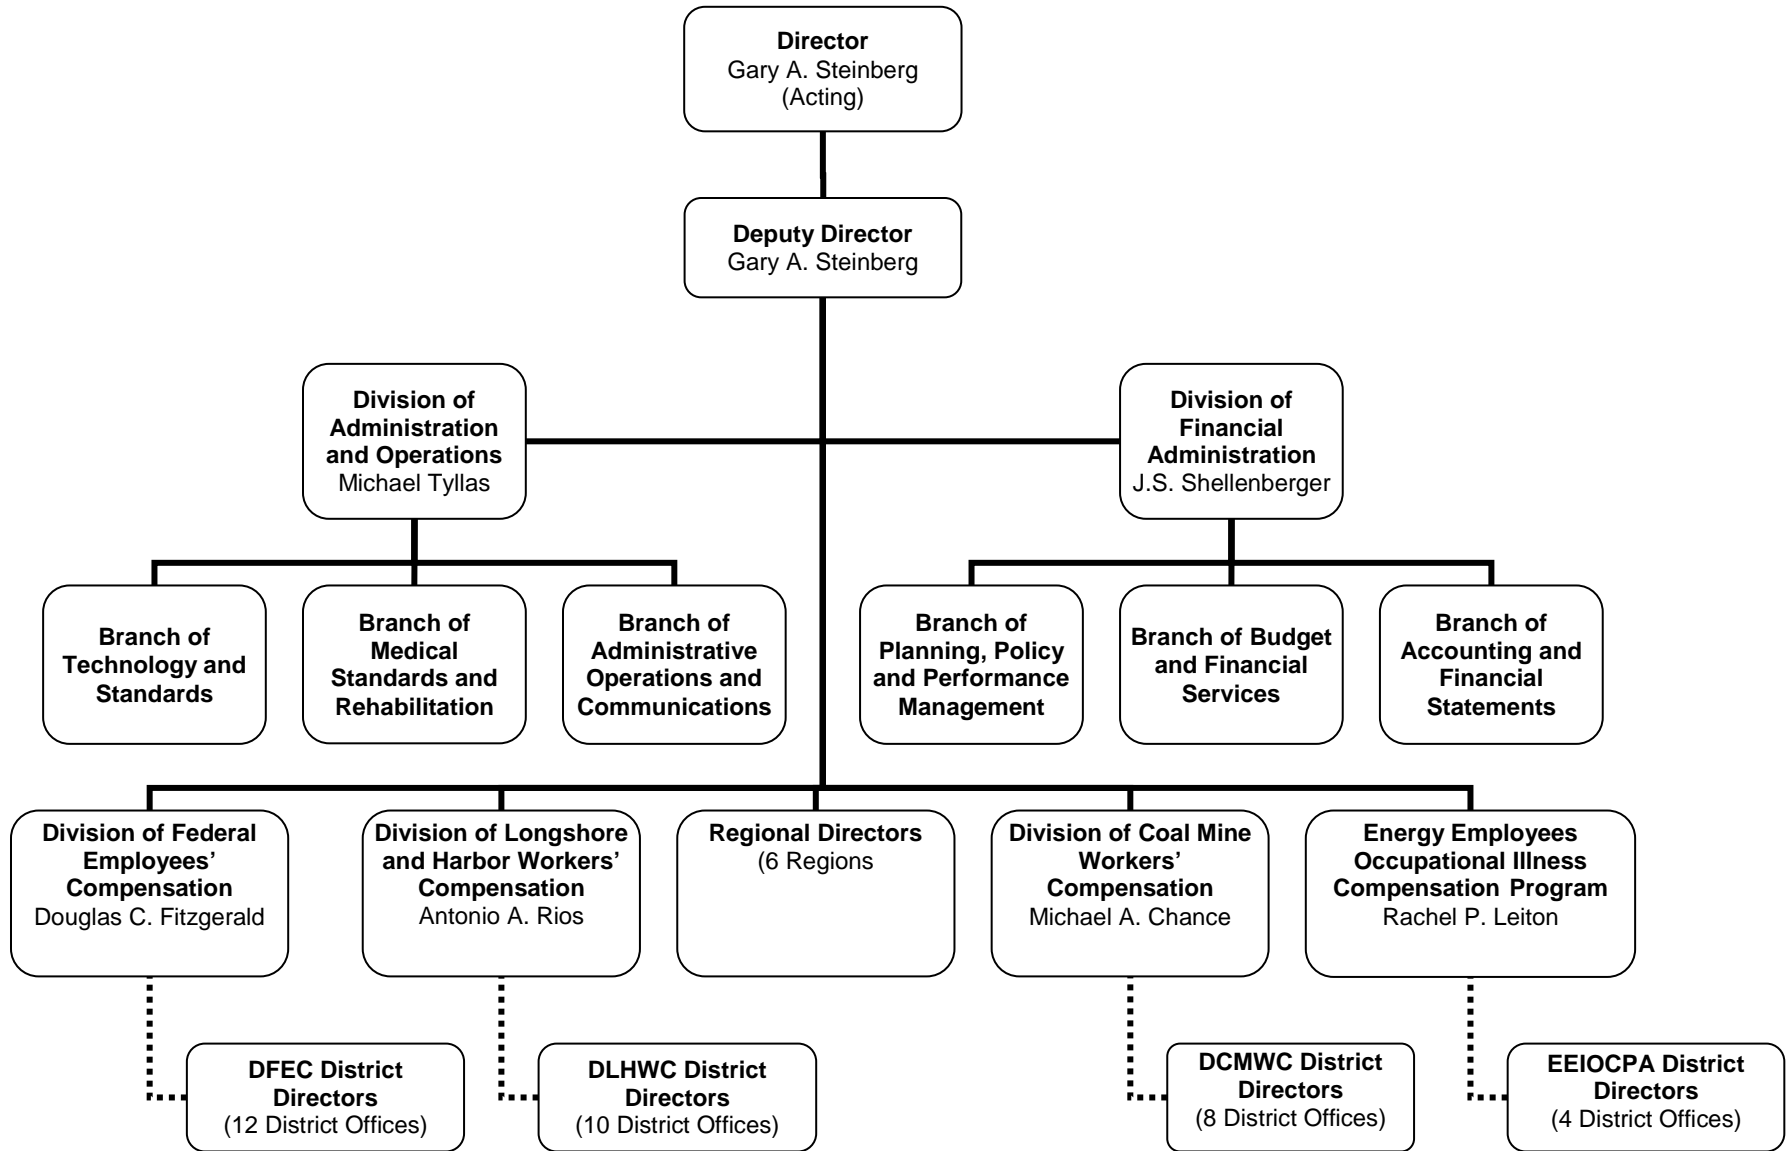 Director
Gary A. Steinberg
(Acting)
Deputy Director
Gary A. Steinberg
Division of
Administration
and Operations
Michael Tyllas
Division of
Financial
Administration
J.S. Shellenberger
Branch of
Technology and
Standards
Branch of
Medical
Standards and
Rehabilitation
Branch of
Administrative
Operations and
Communications
Branch of
Planning, Policy
and Performance
Management
Branch of Budget
and Financial
Services
Branch of
Accounting and
Financial
Statements
Division of Federal
Employees’
Compensation
Douglas C. Fitzgerald
Division of Longshore
and Harbor Workers’
Compensation
Antonio A. Rios
Regional Directors
(6 Regions
Division of Coal Mine
Workers’
Compensation
Michael A. Chance
Energy Employees
Occupational Illness
Compensation Program
Rachel P. Leiton
DFEC District
Directors
(12 District Offices)
DLHWC District
Directors
(10 District Offices)
DCMWC District
Directors
(8 District Offices)
EEIOCPA District
Directors
(4 District Offices)